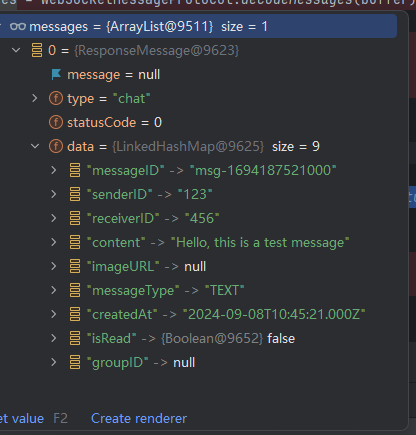 = WebSocketMessageProtocol.decodeMessages(buffer)
messages = {ArrayList@9511} size = 1
0 = {ResponseMessage@9623}
message = null
type = "chat"
statusCode = 0
data = {LinkedHashMap@9625} size = 9
"messageID" -> "msg-1694187521000"
"senderID" -> "123"
"receiverID" -> "456"
"content" -> "Hello, this is a test message"
"imageURL" -> null
"messageType" -> "TEXT"
"createdAt" -> "2024-09-08T10:45:21.000Z"
"isRead" -> {Boolean@9652} false
"groupID" -> null
et value F2 Create renderer